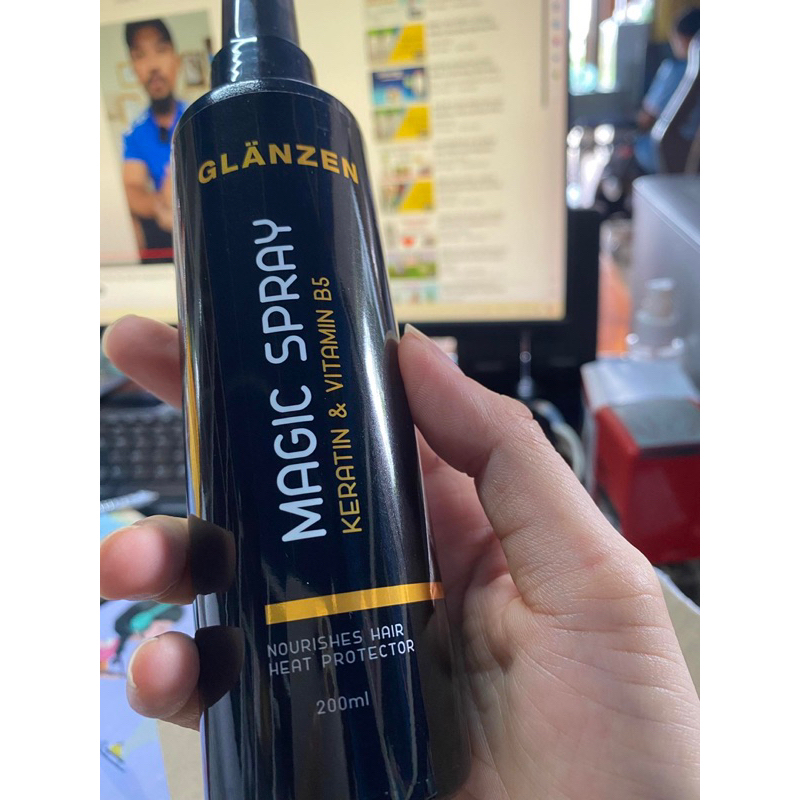 GLÄNZEN
MAGIC SPRAY
KERATIN & VITAMIN B5
NOURISHES HAIR
HEAT PROTECTOR
200ml